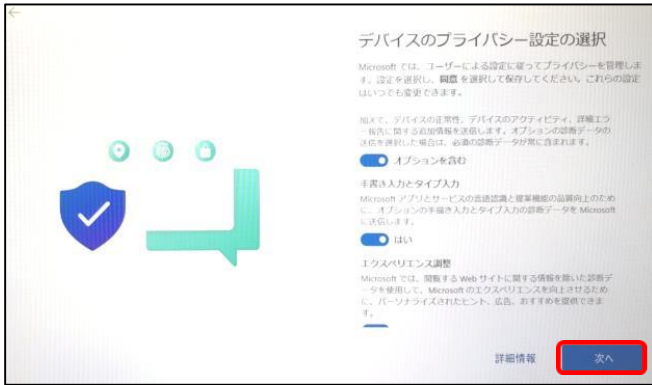 デバイスのプライバシー設定の選択
Microsoft では、ユーザーによる設定に従ってプライバシーを管理しま
す。設定を選択し、同意 を選択して保存してください。これらの設定
はいつでも変更できます。
加えて、デバイスの正常性、デバイスのアクティビティ、詳細エラ
ー報告に関する追加情報を送信します。オプションの診断データの
送信を選択した場合は、必須の診断データが常に含まれます。
オプションを含む
手書き入力とタイプ入力
Microsoft アプリとサービスの言語認識と提案機能の品質向上のため
に、オプションの手書き入力とタイプ入力の診断データを Microsoft
に送信します。
はい
エクスペリエンス調整
Microsoft では、閲覧する Web サイトに関する情報を除いた診断デ
ータを使用して、Microsoft のエクスペリエンスを向上させるため
に、パーソナライズされたヒント、広告、おすすめを提供できま
す。
詳細情報
次へ